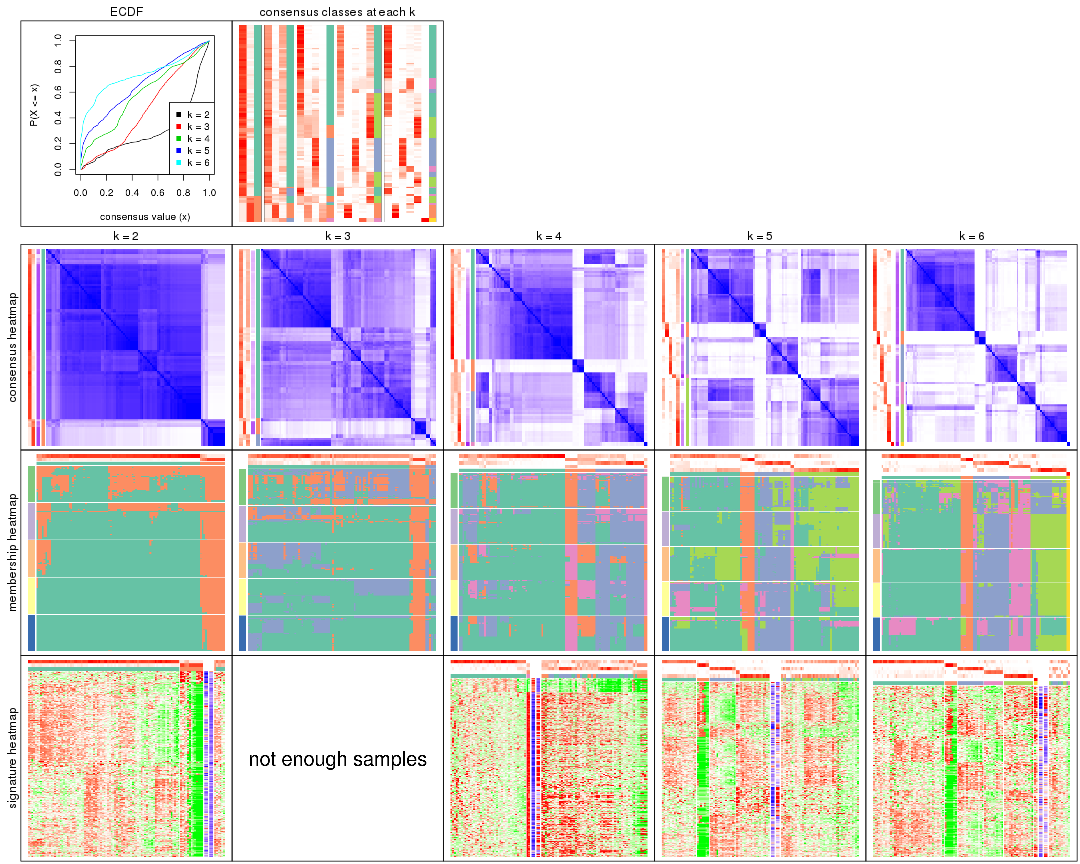 ECDF
consensus classes at each k
P(X <= x)
0.0 0.2 0.4 0.6 0.8 1.0
k = 2
k = 3
k = 4
k = 5
k = 6
0.0 0.2 0.4 0.6 0.8 1.0
consensus value (x)
k = 2 k = 3 k = 4 k = 5 k = 6
consensus heatmap
membership heatmap
signature heatmap
not enough samples